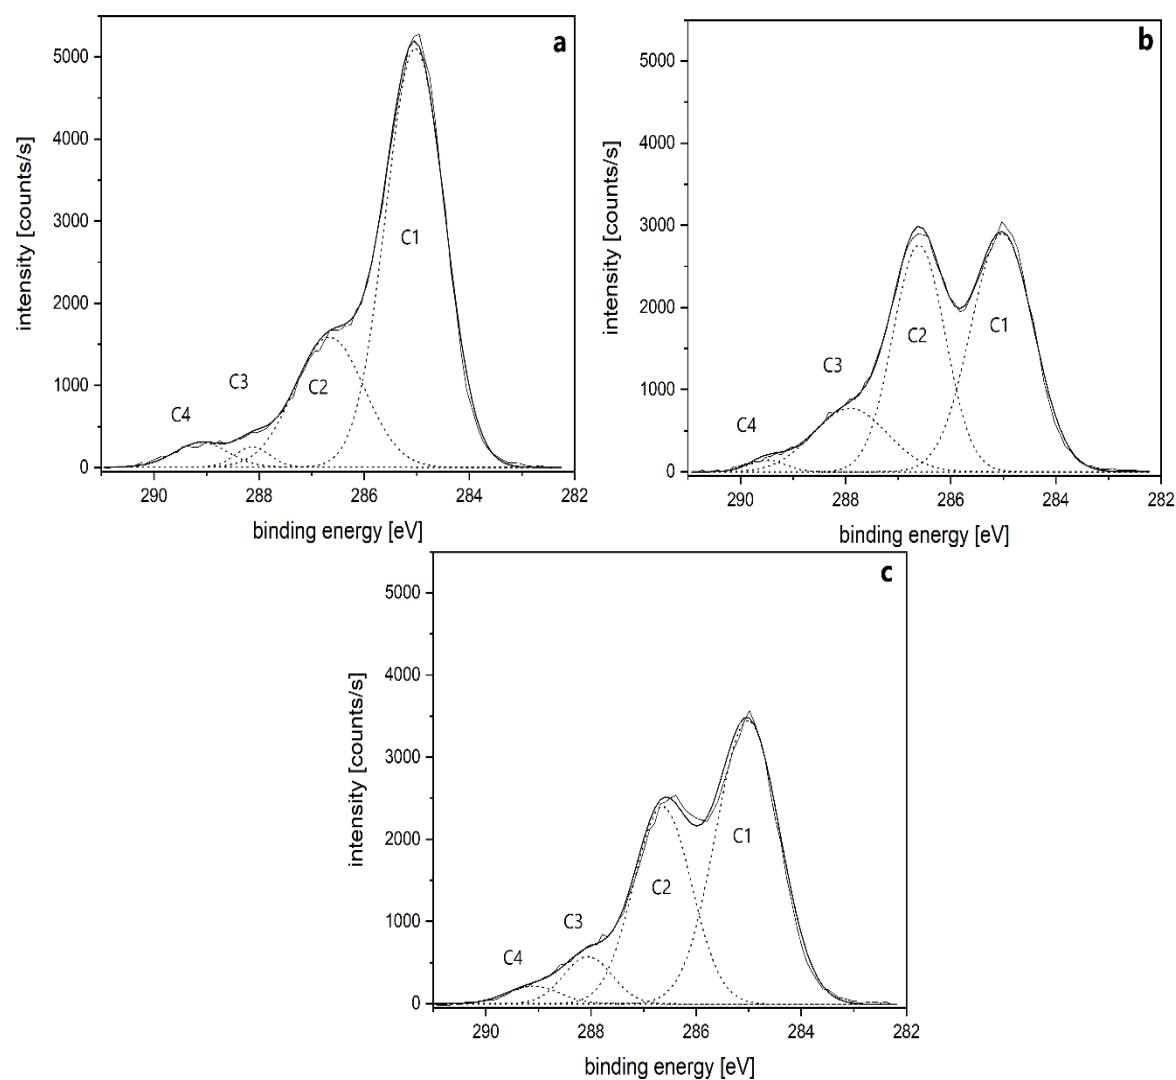 a
5000
4000
3000
2000
1000
0
intensity [counts/s]
C1
C2
C3
C4
290 288 286 284 282
binding energy [eV]
b
5000
4000
3000
2000
1000
0
intensity [counts/s]
C1
C2
C3
C4
290 288 286 284 282
binding energy [eV]
c
5000
4000
3000
2000
1000
0
intensity [counts/s]
C1
C2
C3
C4
290 288 286 284 282
binding energy [eV]